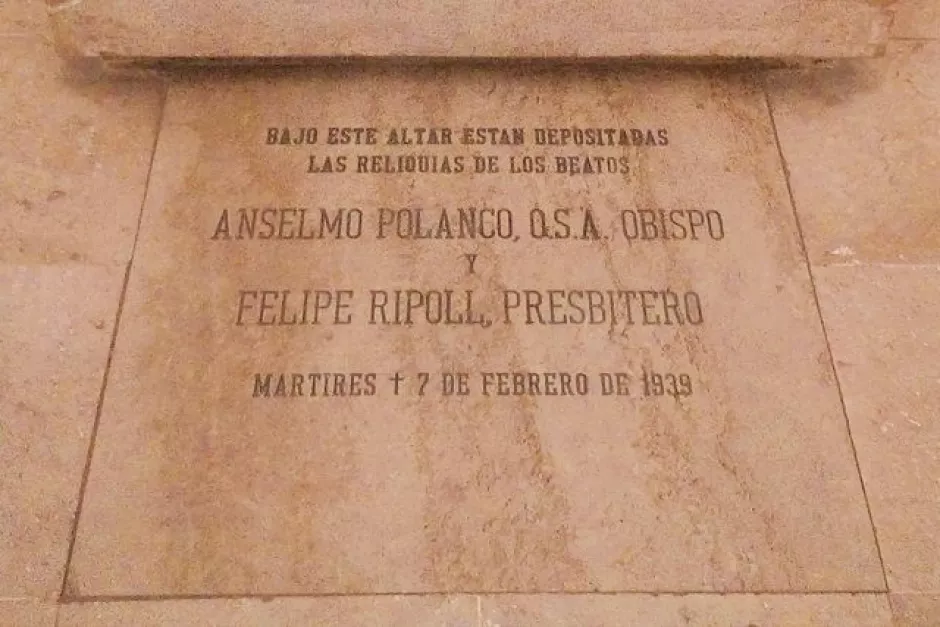 BAJO ESTE ALTAR ESTAN DEPOSITADAS
LAS RELIQUIAS DE LOS BEATOS
ANSELMO POLANCO, O.S.A. OBISPO
Y
FELIPE RIPOLL, PRESBITERO
MARTIRES † 7 DE FEBRERO DE 1939